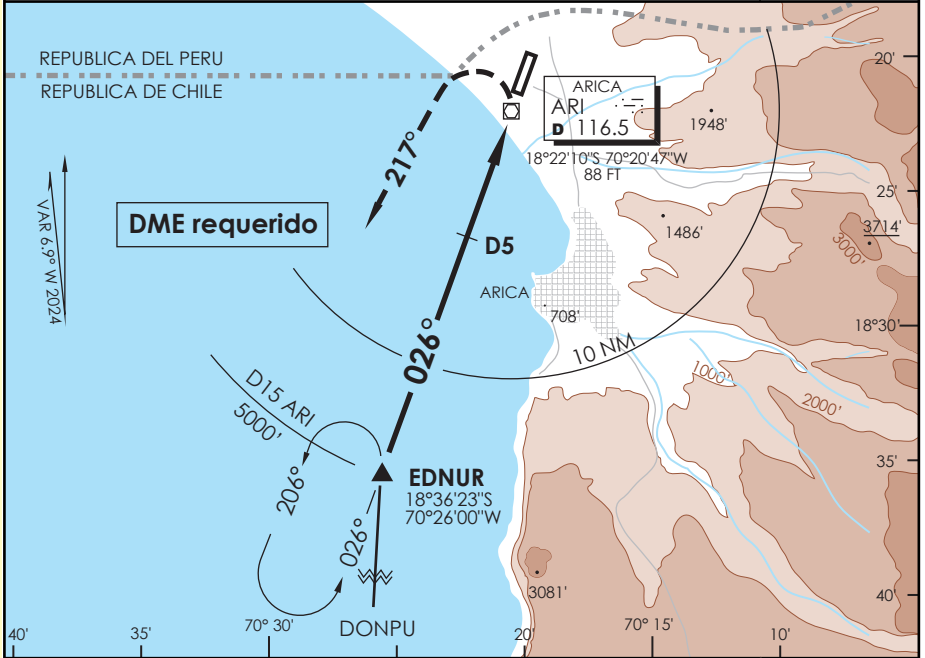 REPUBLICA DEL PERU
REPUBLICA DE CHILE
20'
ARICA
ARI
D 116.5
18°22'10"S 70°20'47"W
88 FT
1948'
217°
VAR 6.9° W 2024
DME requerido
25'
1486'
3714'
3000'
D5
ARICA
708'
18°30'
10 NM
026°
1000'
2000'
D15 ARI
5000'
35'
EDNUR
18°36'23"S
70°26'00"W
206°
026°
3081'
40'
DONPU
40'
35'
70° 30'
20'
70° 15'
10'